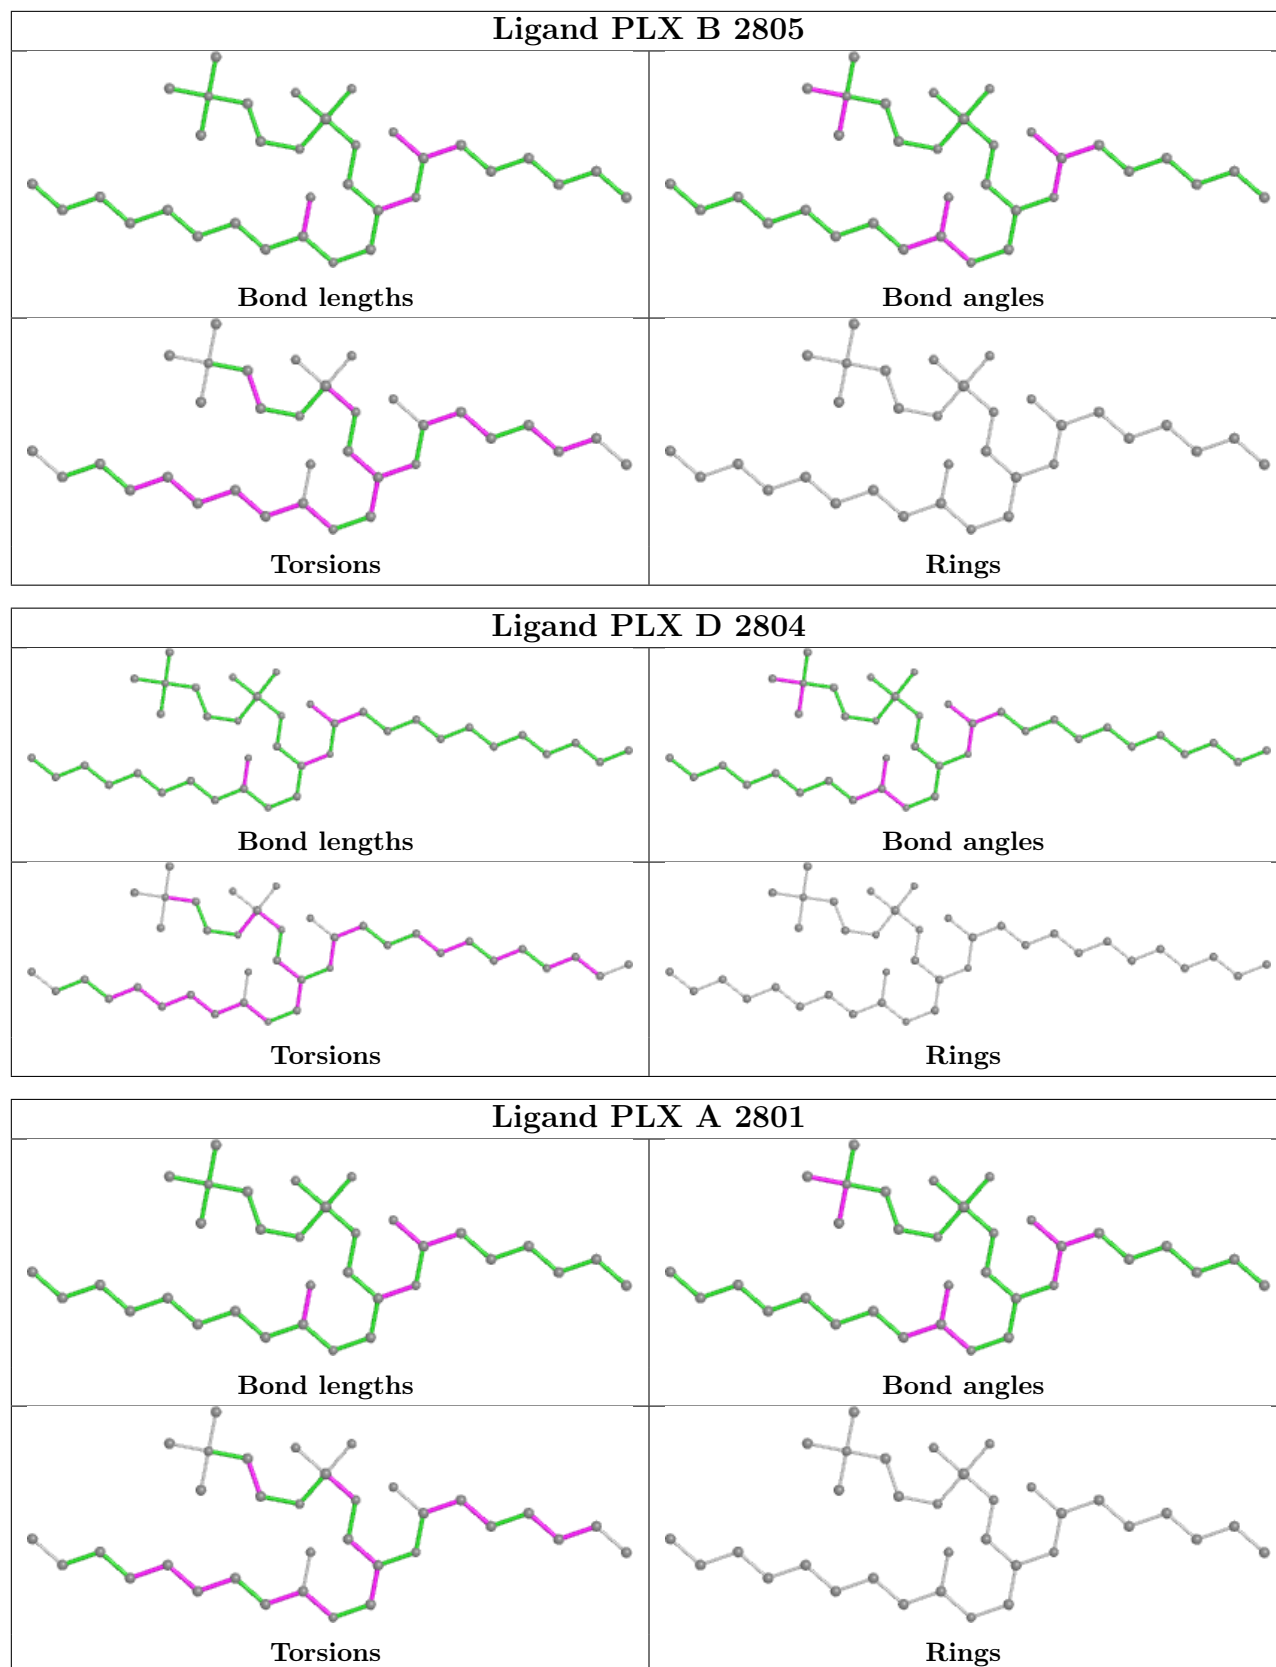 Ligand PLX B 2805
Bond lengths
Bond angles
Torsions
Rings
Ligand PLX D 2804
Bond lengths
Bond angles
Torsions
Rings
Ligand PLX A 2801
Bond lengths
Bond angles
Torsions
Rings